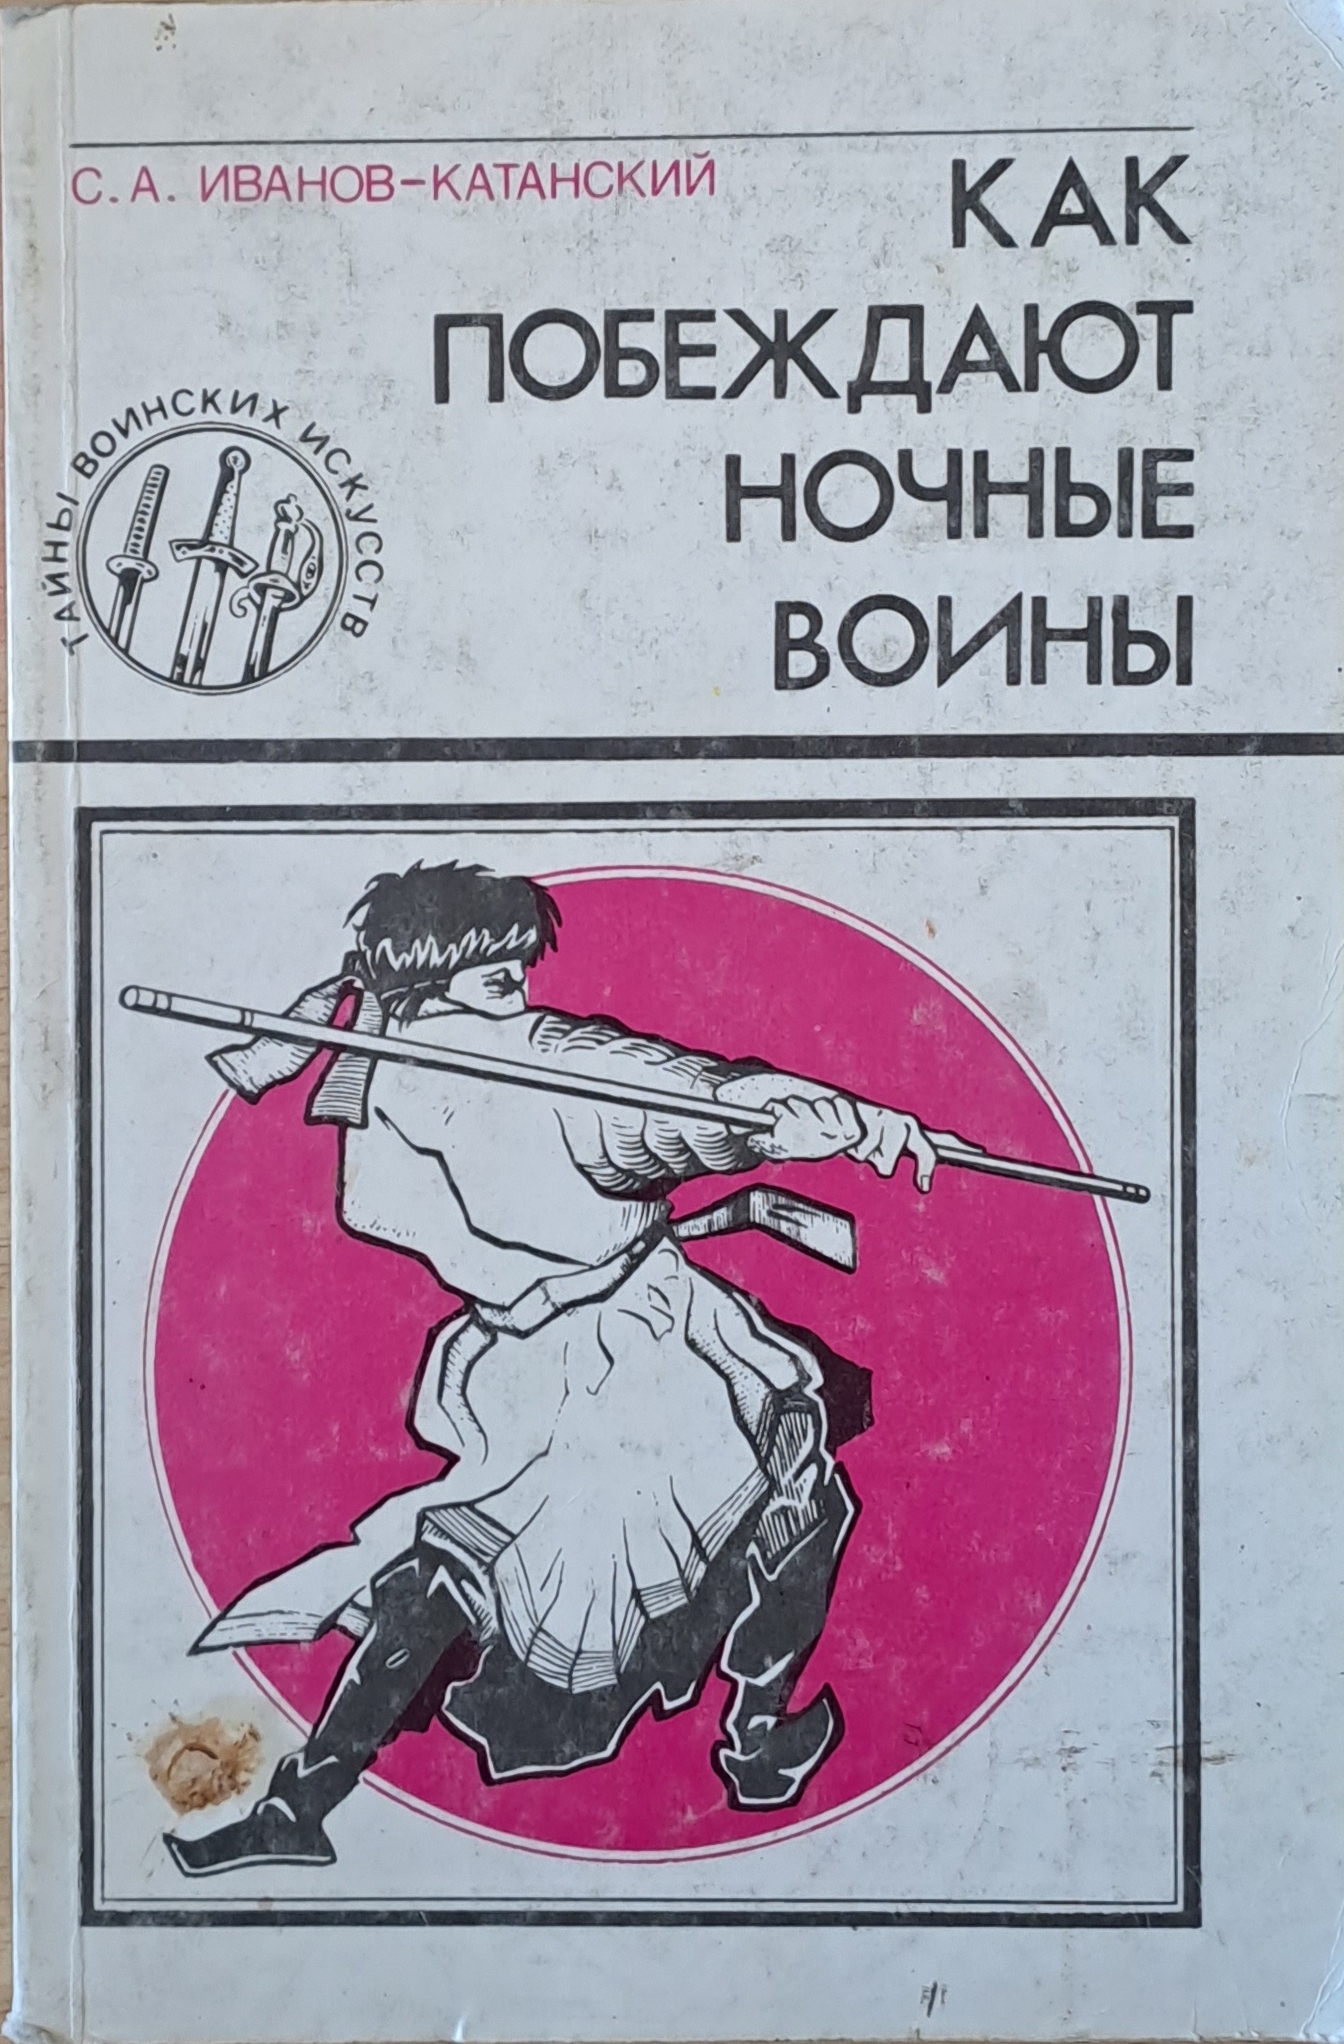 С.А. ИВАНОВ-КАТАНСКИЙ
КАК
ПОБЕЖДАЮТ
НОЧНЫЕ
ВОИНЫ
ТАЙНЫ ВОИНСКИХ ИСКУССТВ